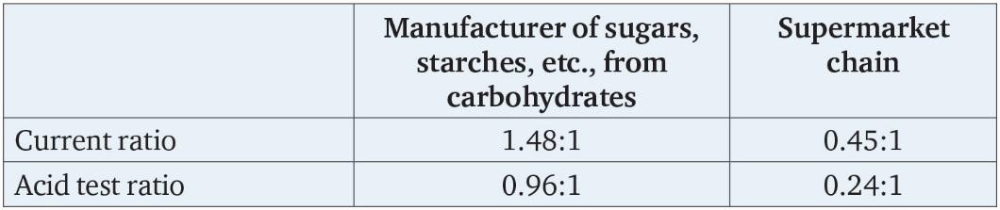 Manufacturer of sugars, Supermarket
starches, etc., from chain
carbohydrates
Current ratio 1.48:1 0.45:1
Acid test ratio 0.96:1 0.24:1